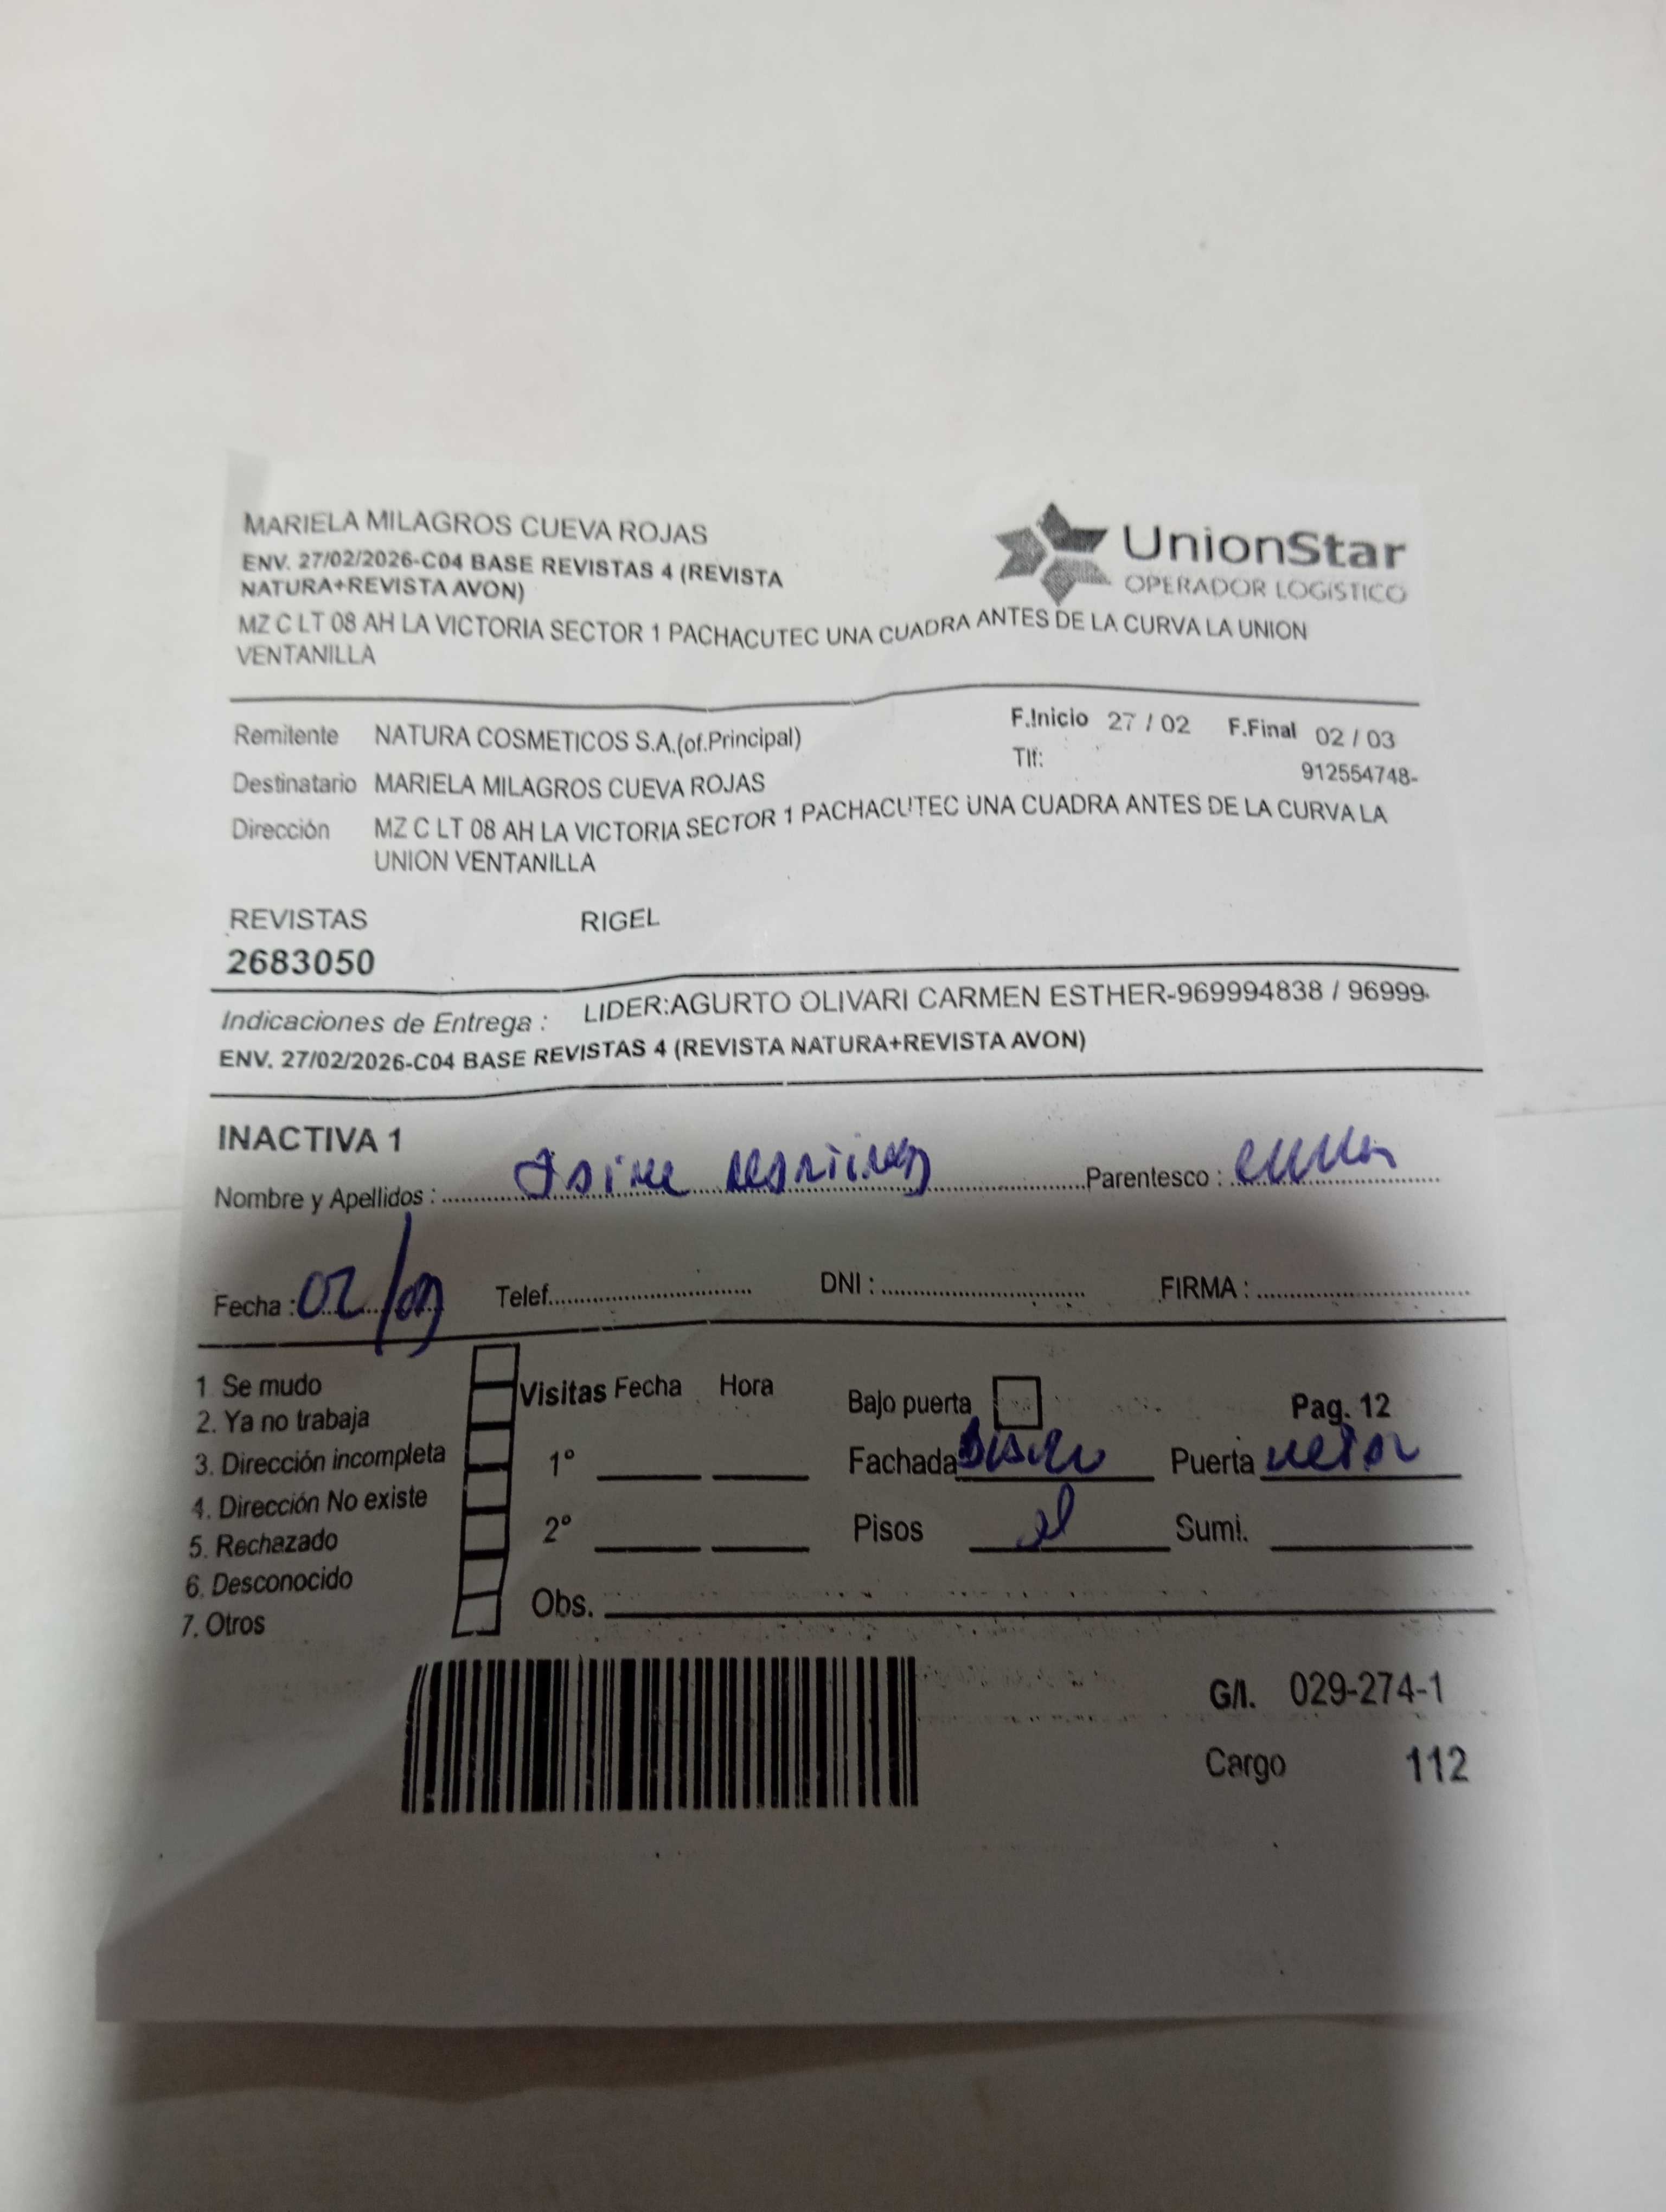 MARIELA MILAGROS CUEVA ROJAS
ENV. 27/02/2026-C04 BASE REVISTAS 4 (REVISTA
NATURA+REVISTA AVON)
MZ C LT 08 AH LA VICTORIA SECTOR 1 PACHACUTEC UNA CUADRA ANTES DE LA CURVA LA UNION
VENTANILLA
UnionStar
OPERADOR LOGÍSTICO
Remitente NATURA COSMETICOS S.A.(of.Principal)
F.Inicio 27 / 02 F.Final 02 / 03
Tlf: 912554748-
Destinatario MARIELA MILAGROS CUEVA ROJAS
Dirección MZ C LT 08 AH LA VICTORIA SECTOR 1 PACHACUTEC UNA CUADRA ANTES DE LA CURVA LA
UNION VENTANILLA
REVISTAS RIGEL
2683050
Indicaciones de Entrega : LIDER:AGURTO OLIVARI CARMEN ESTHER-969994838 / 96999
ENV. 27/02/2026-C04 BASE REVISTAS 4 (REVISTA NATURA+REVISTA AVON)
INACTIVA 1
Nombre y Apellidos : Parentesco :
Fecha : 02/03 Telef. DNI : FIRMA :
1. Se mudo
2. Ya no trabaja
3. Dirección incompleta
4. Dirección No existe
5. Rechazado
6. Desconocido
7. Otros
Visitas Fecha Hora
1°
2°
Obs.
Bajo puerta Pag. 12
Fachada Puerta
Pisos Sumi.
G/I. 029-274-1
Cargo 112